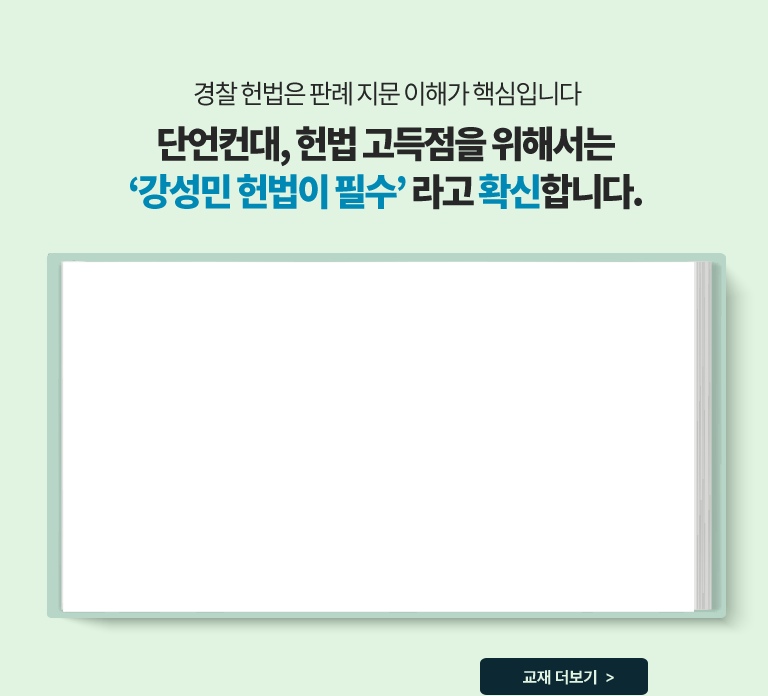 경찰 헌법은 판례 지문 이해가 핵심입니다
단언컨대, 헌법 고득점을 위해서는
‘강성민 헌법이 필수’ 라고 확신합니다.
교재 더보기 >